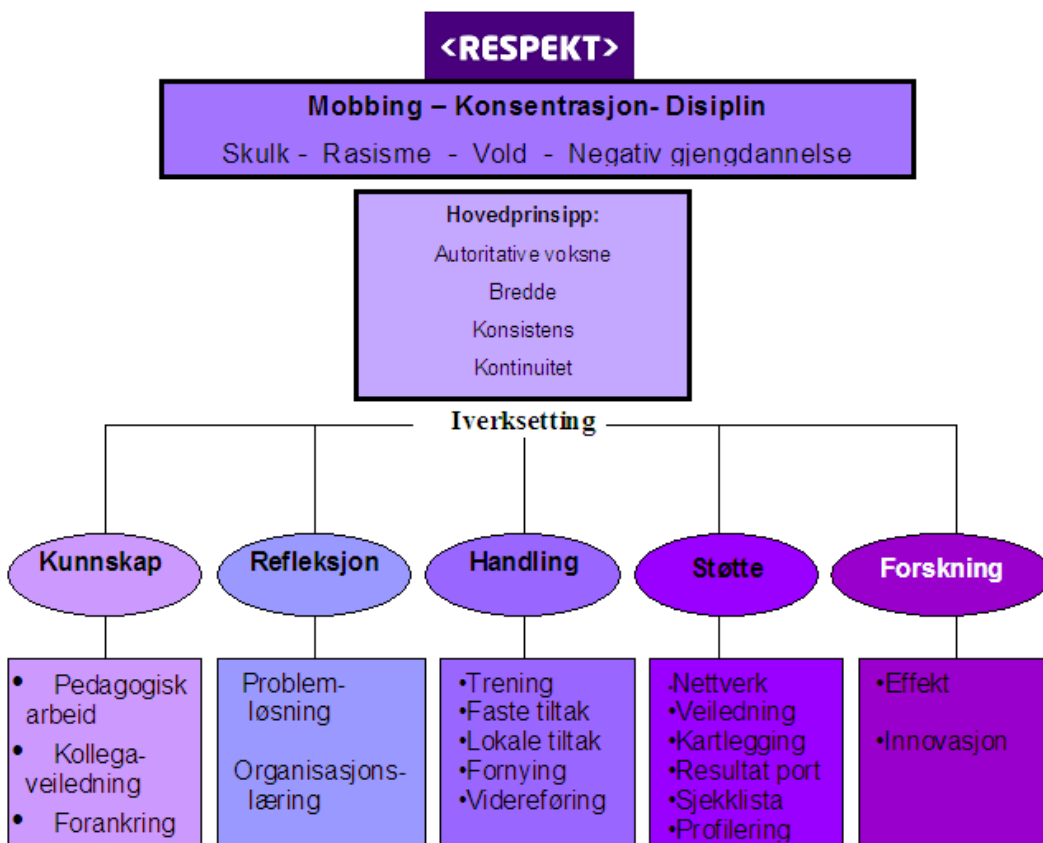 <RESPEKT>
Mobbing – Konsentrasjon- Disiplin
Skulk - Rasisme - Vold - Negativ gjengdannelse
Hovedprinsipp:
Autoritative voksne
Bredde
Konsistens
Kontinuitet
Iverksetting
Kunnskap
Refleksjon
Handling
Støtte
Forskning
• Pedagogisk
arbeid
• Kollega-
veiledning
• Forankring
Problem-
løsning
Organisasjons-
læring
•Trening
•Faste tiltak
•Lokale tiltak
•Fornying
•Videreføring
•Nettverk
•Veiledning
•Kartlegging
•Resultat port
•Sjekklista
•Profilering
•Effekt
•Innovasjon